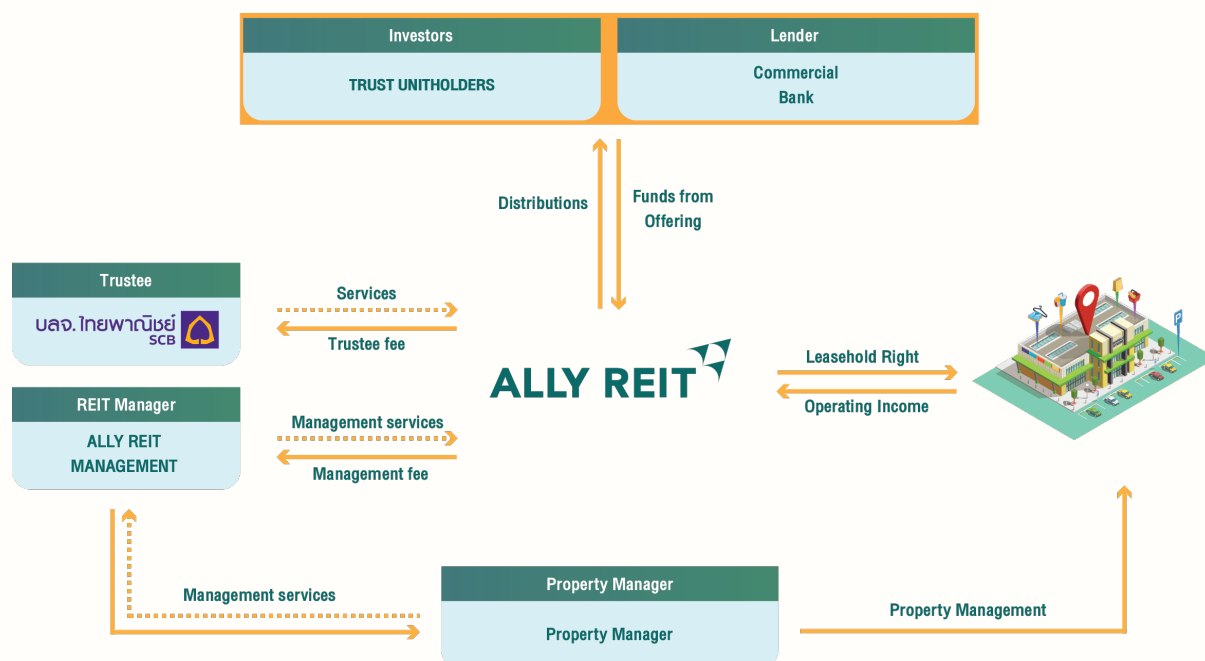 Investors
Lender
TRUST UNITHOLDERS
Commercial
Bank
Distributions
Funds from
Offering
Trustee
บลจ. ไทยพาณิชย์
SCB
Services
Trustee fee
ALLY REIT
Leasehold Right
Operating Income
P
REIT Manager
ALLY REIT
MANAGEMENT
Management services
Management fee
Management services
Property Manager
Property Manager
Property Management